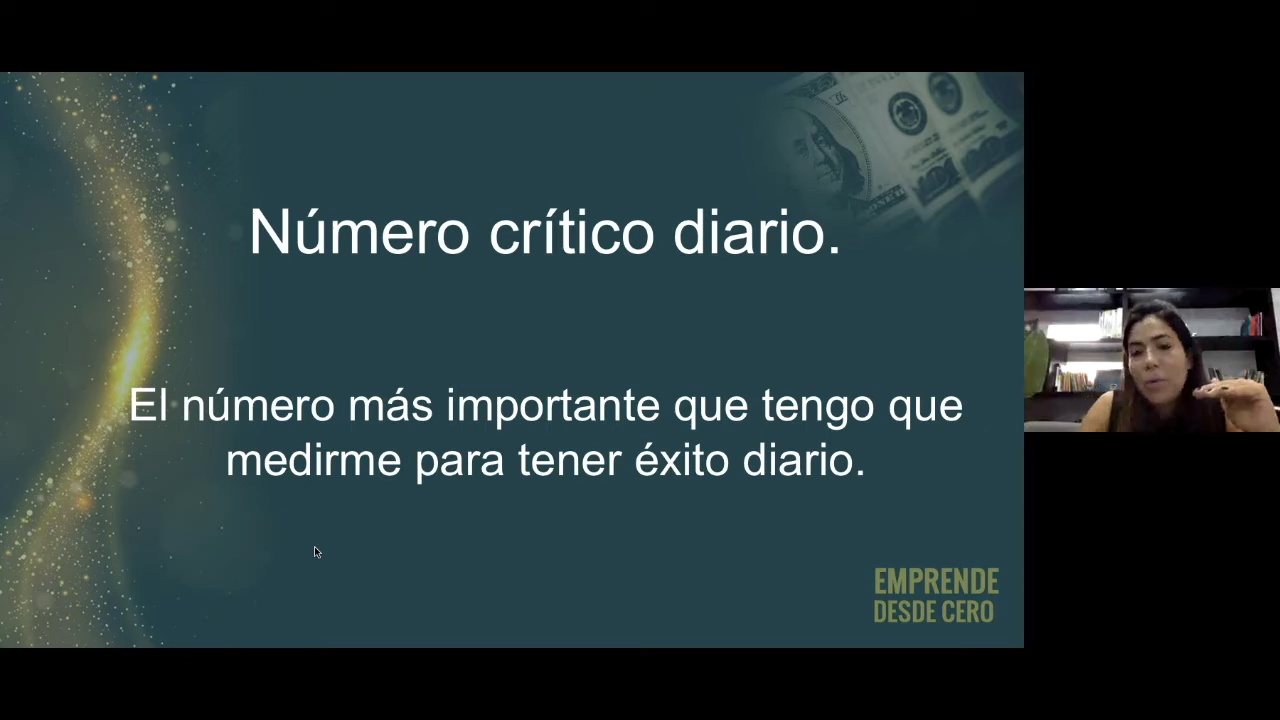 Número crítico diario.
El número más importante que tengo que
medirme para tener éxito diario.
EMPRENDE
DESDE CERO